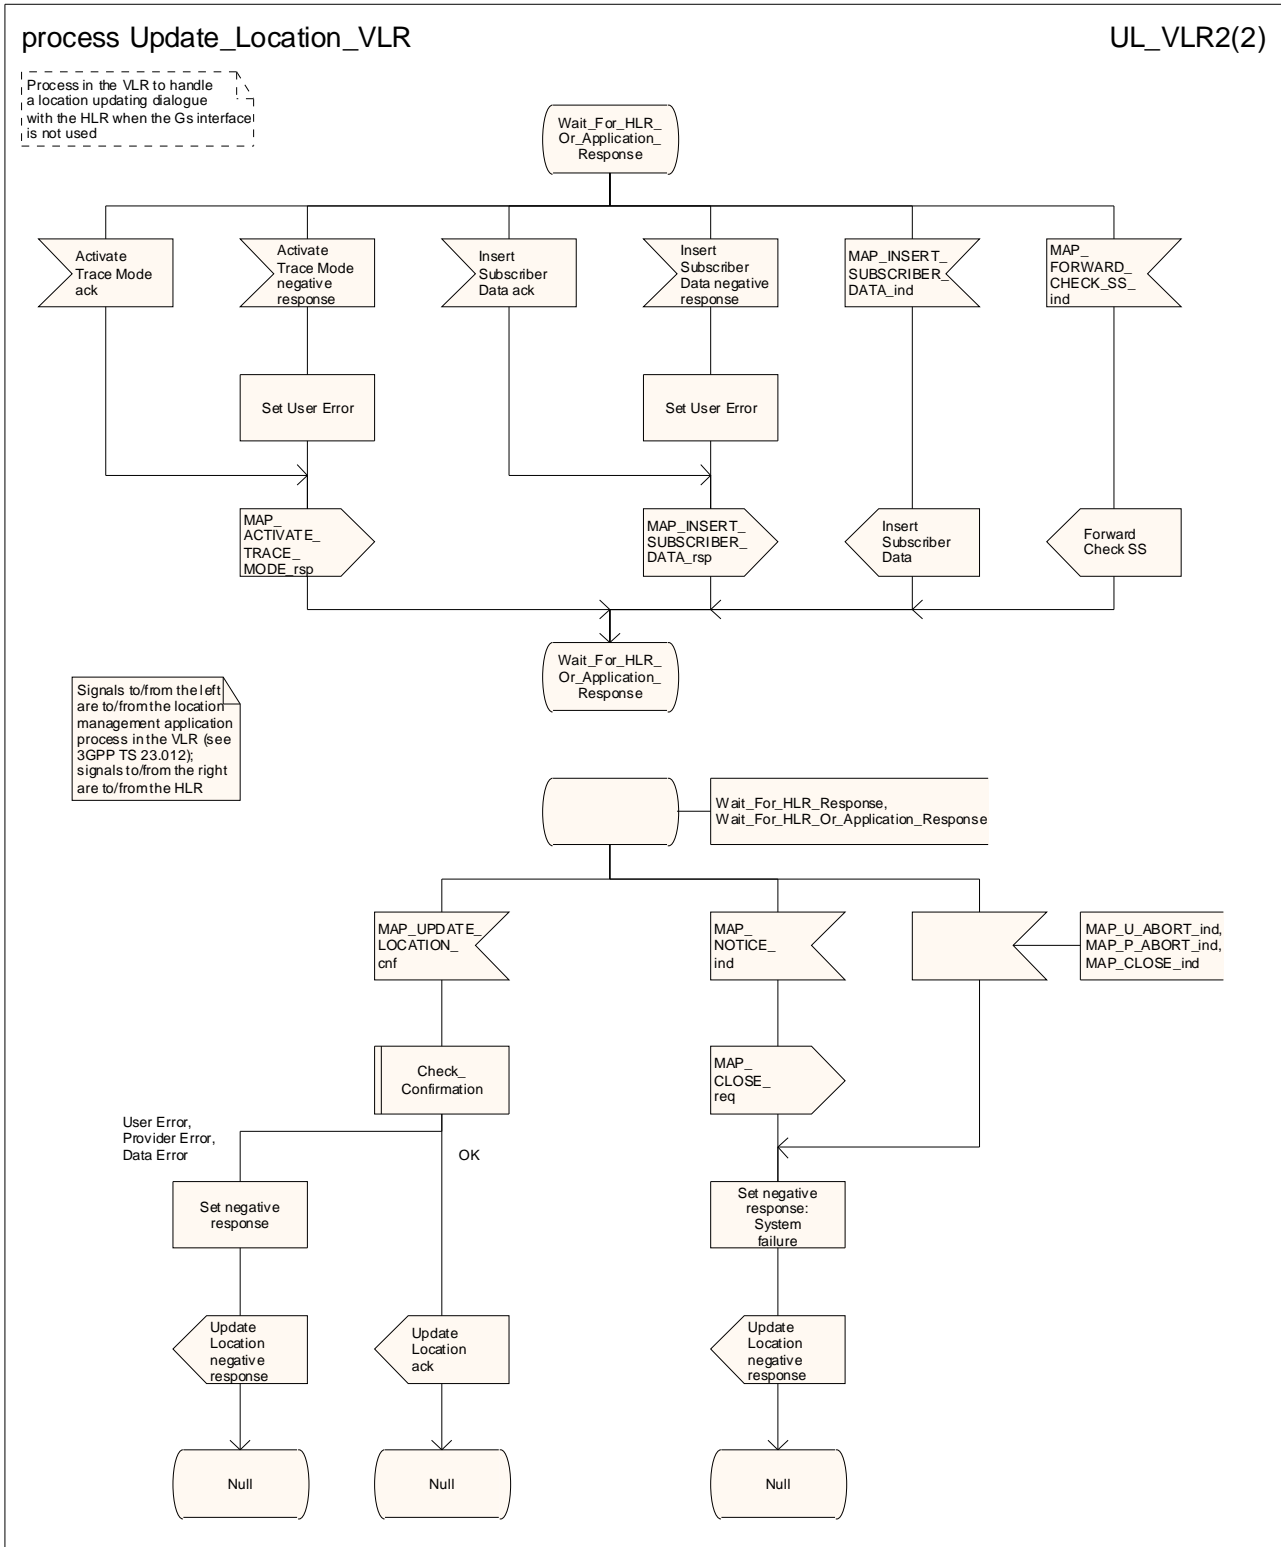 process Update_Location_VLR
UL_VLR2(2)
Process in the VLR to handle
a location updating dialogue
with the HLR when the Gs interface
is not used
Wait_For_HLR_
Or_Application_
Response
Activate
Trace Mode
ack
Activate
Trace Mode
negative
response
Insert
Subscriber
Data ack
Insert
Subscriber
Data negative
response
MAP_INSERT_
SUBSCRIBER_
DATA_ind
MAP_
FORWARD_
CHECK_SS_
ind
Set User Error
Set User Error
MAP_
ACTIVATE_
TRACE_
MODE_rsp
MAP_INSERT_
SUBSCRIBER_
DATA_rsp
Insert
Subscriber
Data
Forward
Check SS
Wait_For_HLR_
Or_Application_
Response
Signals to/from the left
are to/from the location
management application
process in the VLR (see
3GPP TS 23.012);
signals to/from the right
are to/from the HLR
Wait_For_HLR_Response,
Wait_For_HLR_Or_Application_Response
MAP_UPDATE_
LOCATION_
cnf
MAP_
NOTICE_
ind
MAP_U_ABORT_ind,
MAP_P_ABORT_ind,
MAP_CLOSE_ind
Check_
Confirmation
MAP_
CLOSE_
req
User Error,
Provider Error,
Data Error
OK
Set negative
response
Set negative
response:
System
failure
Update
Location
negative
response
Update
Location
ack
Update
Location
negative
response
Null
Null
Null